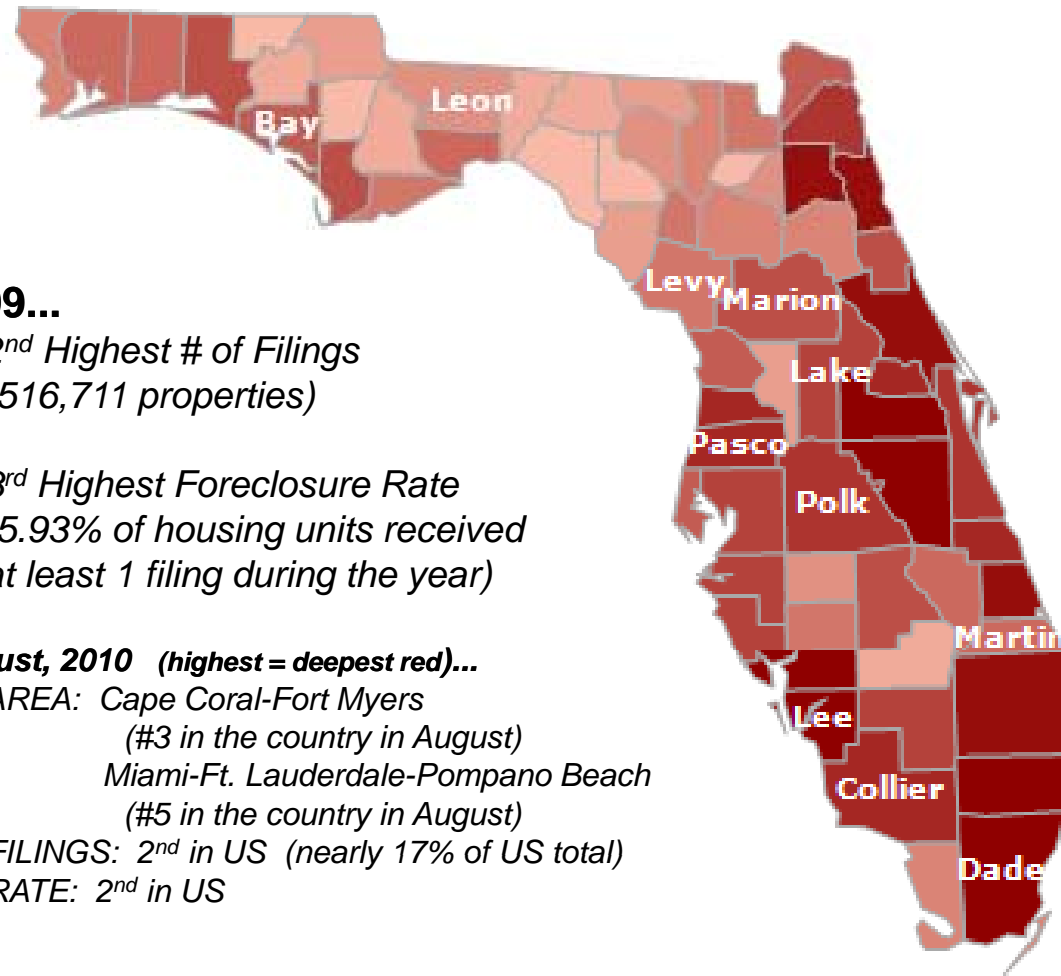 Leon
Bay
Levy
Marion
09...
2nd Highest # of Filings
516,711 properties)
Lake
Pasco
3rd Highest Foreclosure Rate
Polk
5.93% of housing units received
at least 1 filing during the year)
Martin
ust, 2010 (highest = deepest red)...
AREA: Cape Coral-Fort Myers
Lee
(#3 in the country in August)
Miami-Ft. Lauderdale-Pompano Beach
Collier
(#5 in the country in August)
FILINGS: 2nd in US (nearly 17% of US total)
Dade
RATE: 2nd in US